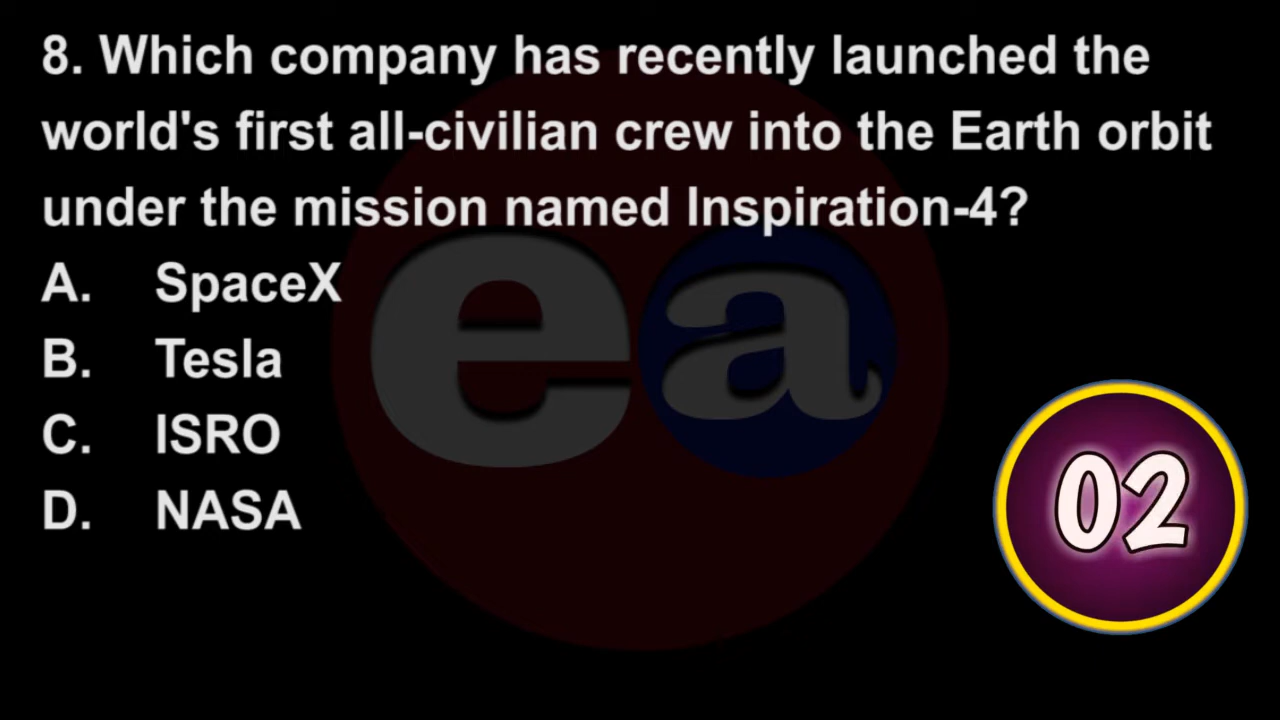 8. Which company has recently launched the
world's first all-civilian crew into the Earth orbit
under the mission named Inspiration-4?
A. SpaceX
B. Tesla
C. ISRO
D. NASA
ea
02